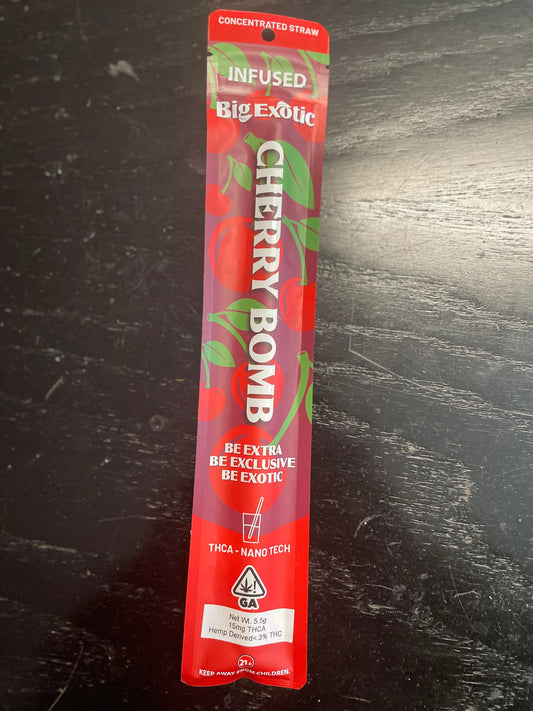 CONCENTRATED STRAW
INFUSED
Big Exotic
CHERRY BOMB
BE EXTRA
BE EXCLUSIVE
BE EXOTIC
THCA - NANO TECH
GA
Net Wt. 5.5g
15mg THCA
Hemp Derived<.3% THC
21+
KEEP AWAY FROM CHILDREN.